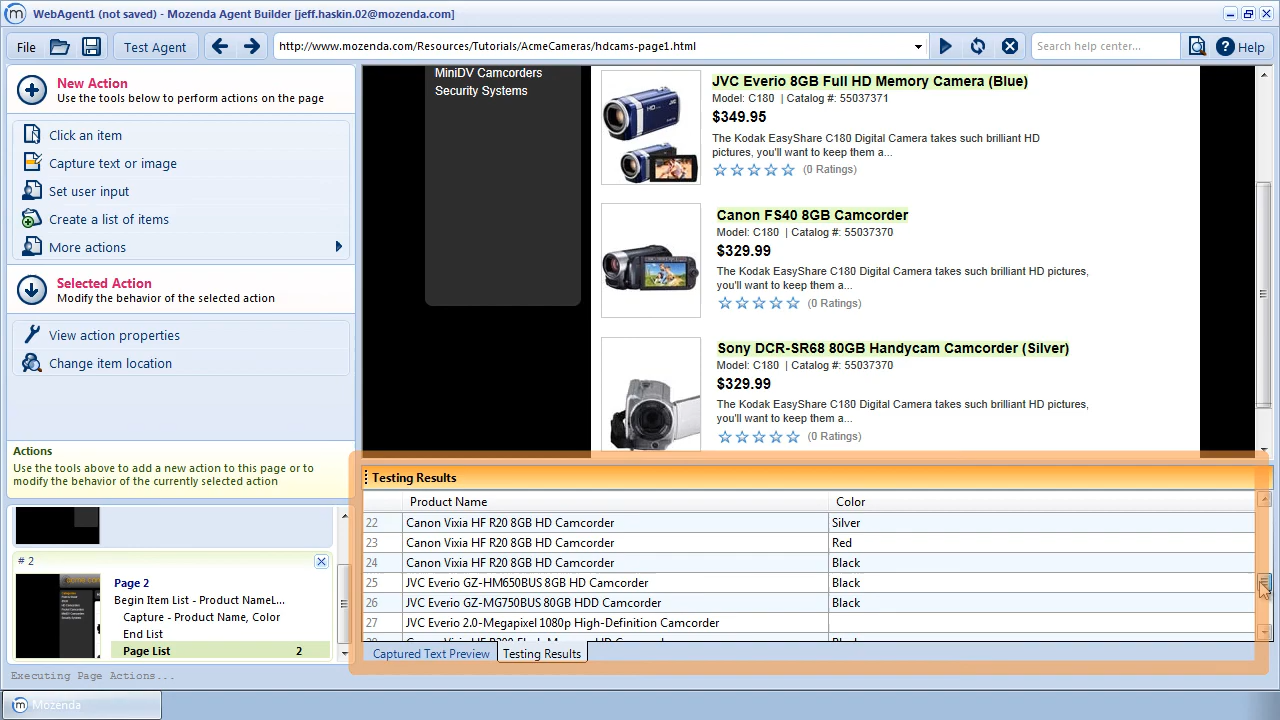 WebAgent1 (not saved) - Mozenda Agent Builder [jeff.haskin.02@mozenda.com]
File
Test Agent
http://www.mozenda.com/Resources/Tutorials/AcmeCameras/hdcams-page1.html
Search help center...
Help
New Action
Use the tools below to perform actions on the page
Click an item
Capture text or image
Set user input
Create a list of items
More actions
Selected Action
Modify the behavior of the selected action
View action properties
Change item location
Actions
Use the tools above to add a new action to this page or to
modify the behavior of the currently selected action
# 2
Page 2
Begin Item List - Product NameL...
Capture - Product Name, Color
End List
Page List 2
Executing Page Actions...
Mozenda
MiniDV Camcorders
Security Systems
JVC Everio 8GB Full HD Memory Camera (Blue)
Model: C180 | Catalog #: 55037371
$349.95
The Kodak EasyShare C180 Digital Camera takes such brilliant HD
pictures, you'll want to keep them a...
(0 Ratings)
Canon FS40 8GB Camcorder
Model: C180 | Catalog #: 55037370
$329.99
The Kodak EasyShare C180 Digital Camera takes such brilliant HD pictures,
you'll want to keep them a...
(0 Ratings)
Sony DCR-SR68 80GB Handycam Camcorder (Silver)
Model: C180 | Catalog #: 55037370
$329.99
The Kodak EasyShare C180 Digital Camera takes such brilliant HD pictures,
you'll want to keep them a...
(0 Ratings)
Testing Results
Product Name Color
22 Canon Vixia HF R20 8GB HD Camcorder Silver
23 Canon Vixia HF R20 8GB HD Camcorder Red
24 Canon Vixia HF R20 8GB HD Camcorder Black
25 JVC Everio GZ-HM650BUS 8GB HD Camcorder Black
26 JVC Everio GZ-MG750BUS 80GB HDD Camcorder Black
27 JVC Everio 2.0-Megapixel 1080p High-Definition Camcorder
Captured Text Preview Testing Results